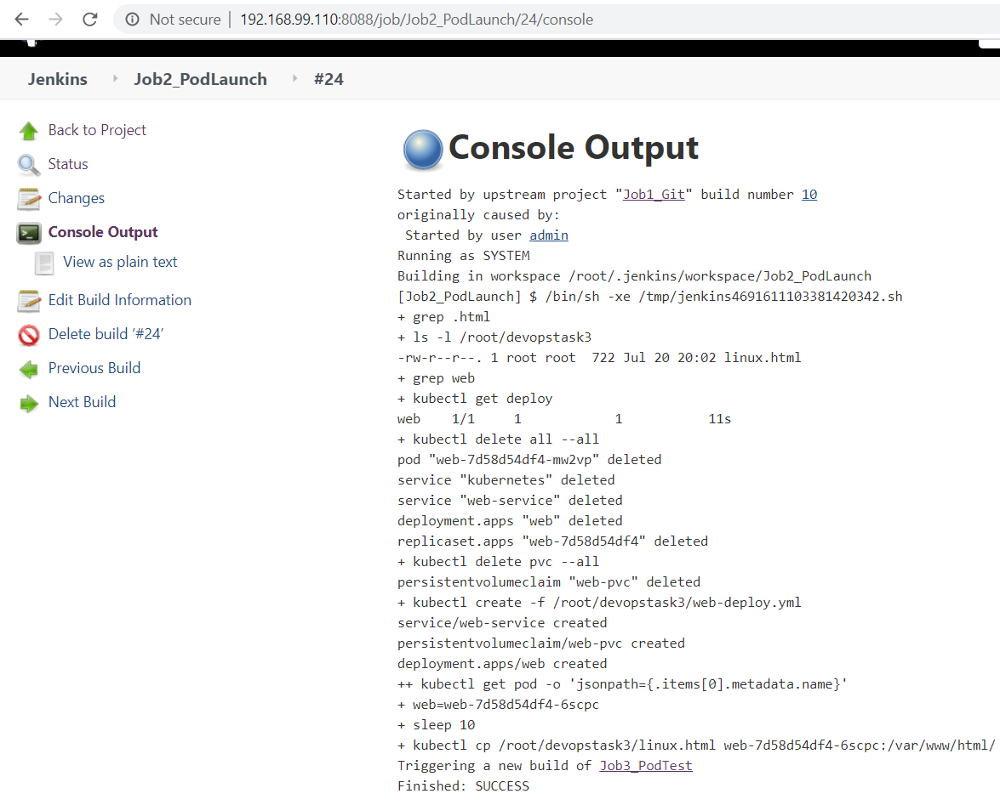 Not secure | 192.168.99.110:8088/job/Job2_PodLaunch/24/console
Jenkins Job2_PodLaunch #24
Back to Project
Status
Changes
Console Output
View as plain text
Edit Build Information
Delete build ‘#24’
Previous Build
Next Build
Console Output
Started by upstream project "Job1_Git" build number 10
originally caused by:
Started by user admin
Running as SYSTEM
Building in workspace /root/.jenkins/workspace/Job2_PodLaunch
[Job2_PodLaunch] $ /bin/sh -xe /tmp/jenkins4691611103381420342.sh
+ grep .html
+ ls -l /root/devopstask3
-rw-r--r--. 1 root root  722 Jul 20 20:02 linux.html
+ grep web
+ kubectl get deploy
web    1/1     1            1           11s
+ kubectl delete all --all
pod "web-7d58d54df4-mw2vp" deleted
service "kubernetes" deleted
service "web-service" deleted
deployment.apps "web" deleted
replicaset.apps "web-7d58d54df4" deleted
+ kubectl delete pvc --all
persistentvolumeclaim "web-pvc" deleted
+ kubectl create -f /root/devopstask3/web-deploy.yml
service/web-service created
persistentvolumeclaim/web-pvc created
deployment.apps/web created
++ kubectl get pod -o 'jsonpath={.items[0].metadata.name}'
+ web=web-7d58d54df4-6scpc
+ sleep 10
+ kubectl cp /root/devopstask3/linux.html web-7d58d54df4-6scpc:/var/www/html/
Triggering a new build of Job3_PodTest
Finished: SUCCESS